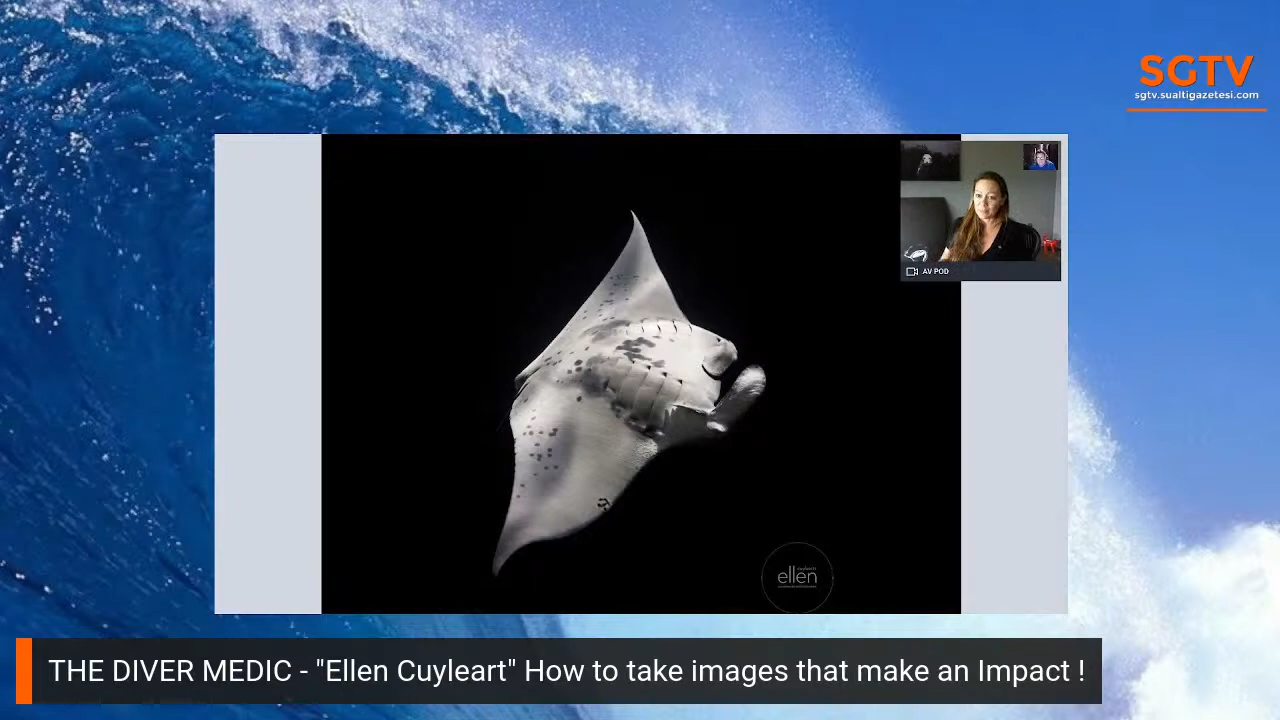 SGTV
sgtv.sualtigazetesi.com
AV POD
cuylaerts
ellen
THE DIVER MEDIC - "Ellen Cuyleart" How to take images that make an Impact !